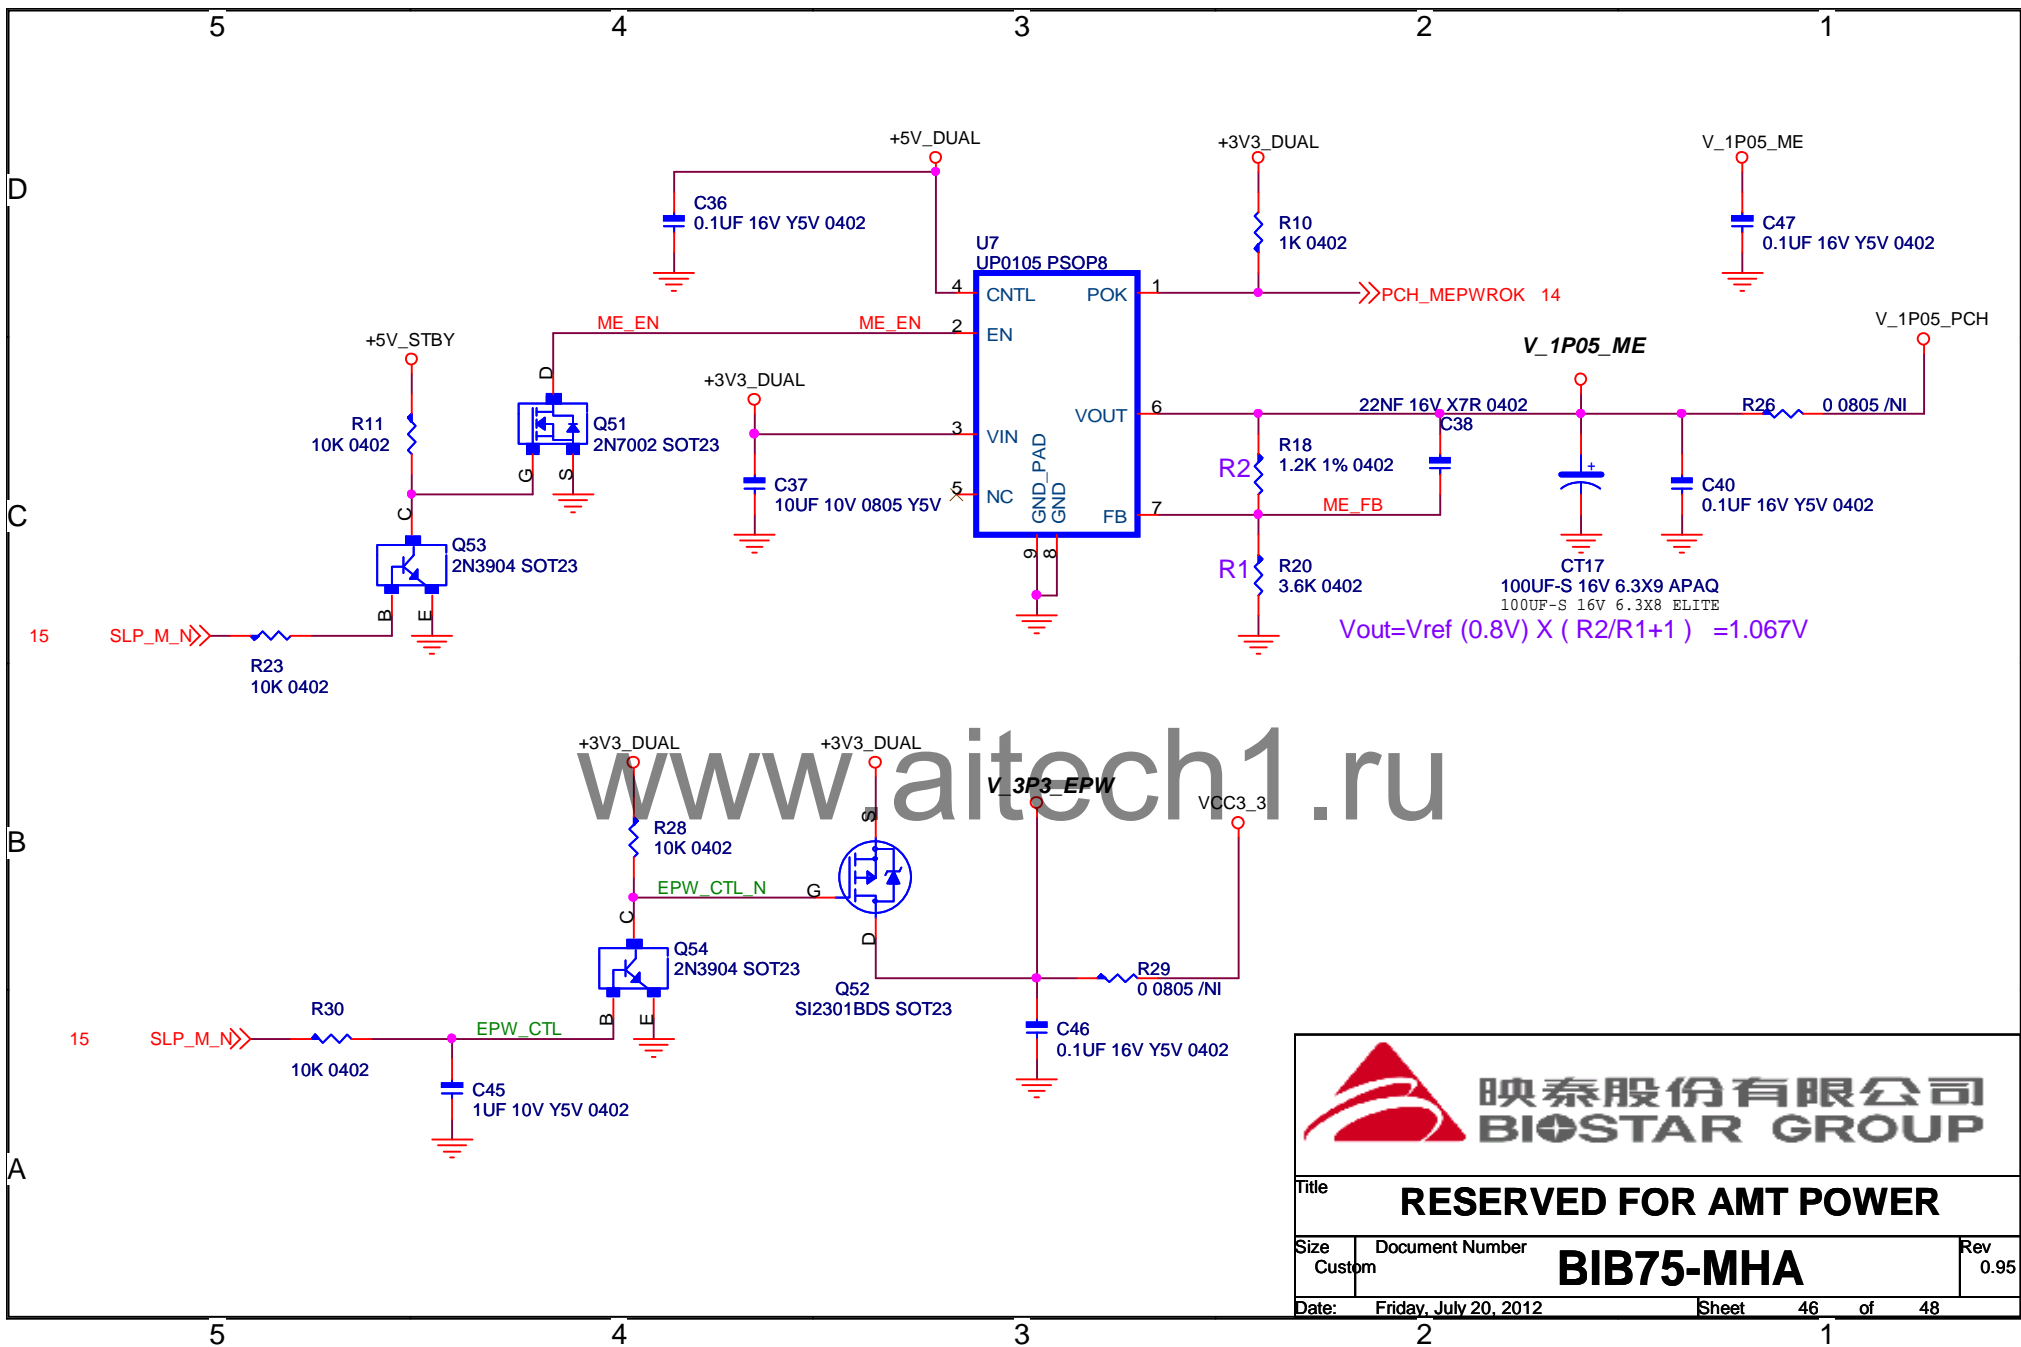 5 4 3 2 1
D
C
B
A
+5V_DUAL
C36
0.1UF 16V Y5V 0402
U7
UP0105 PSOP8
4 CNTL
2 EN
3 VIN
5 NC
POK 1
VOUT 6
FB 7
GND_PAD
GND
9
8
+3V3_DUAL
R10
1K 0402
PCH_MEPWROK 14
V_1P05_ME
C47
0.1UF 16V Y5V 0402
ME_EN
ME_EN
+5V_STBY
R11
10K 0402
D
G
S
Q51
2N7002 SOT23
+3V3_DUAL
C37
10UF 10V 0805 Y5V
C
B
E
Q53
2N3904 SOT23
15 SLP_M_N
R23
10K 0402
V_1P05_PCH
V_1P05_ME
22NF 16V X7R 0402
C38
R26
0 0805 /NI
R2
R18
1.2K 1% 0402
ME_FB
R1
R20
3.6K 0402
C40
0.1UF 16V Y5V 0402
+
CT17
100UF-S 16V 6.3X9 APAQ
100UF-S 16V 6.3X8 ELITE
Vout=Vref (0.8V) X ( R2/R1+1 ) =1.067V
www.aitech1.ru
+3V3_DUAL
R28
10K 0402
EPW_CTL_N
+3V3_DUAL
S
G
D
Q52
SI2301BDS SOT23
V_3P3_EPW
VCC3_3
R29
0 0805 /NI
C46
0.1UF 16V Y5V 0402
C
B
E
Q54
2N3904 SOT23
15 SLP_M_N
R30
10K 0402
EPW_CTL
C45
1UF 10V Y5V 0402
映泰股份有限公司
BIOSTAR GROUP
Title
RESERVED FOR AMT POWER
Size
Custom
Document Number
BIB75-MHA
Rev
0.95
Date: Friday, July 20, 2012
Sheet 46 of 48
5 4 3 2 1